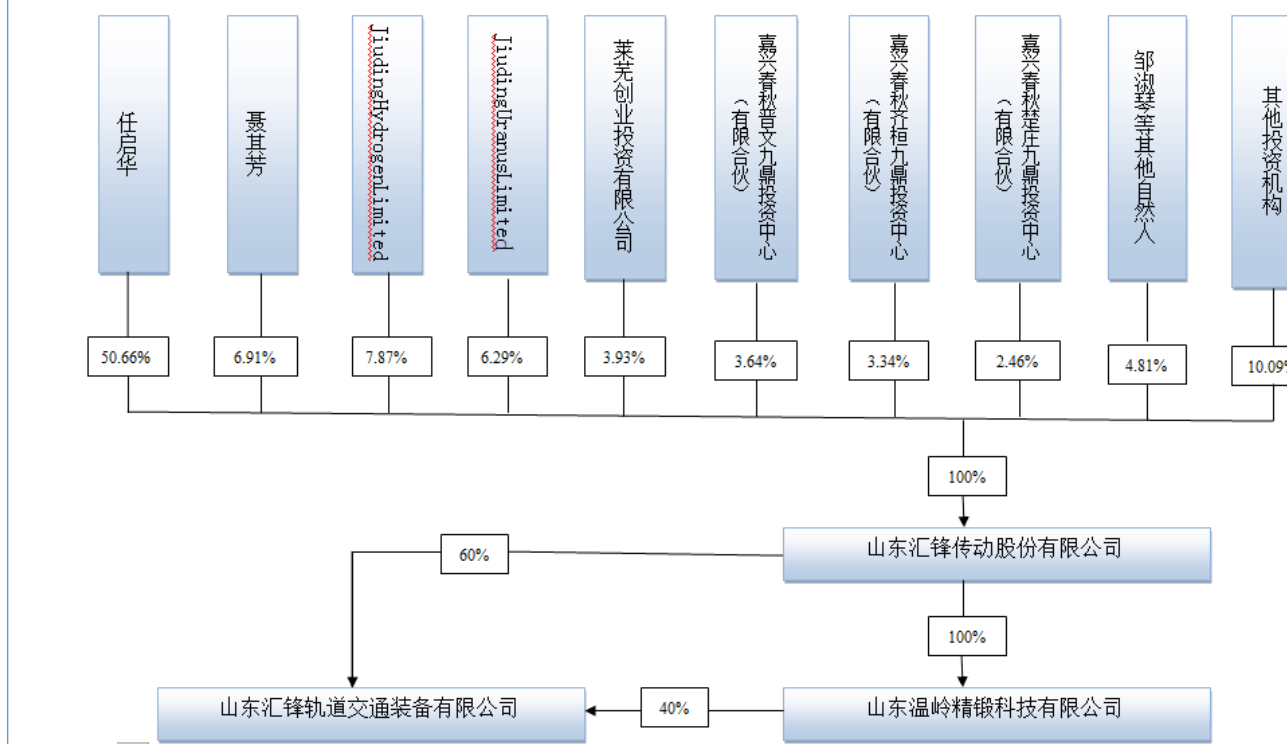 任启华
聂其芳
JiudingHydrogenLimited
JiudingUranusLimited
莱芜创业投资有限公司
嘉兴春秋晋文九鼎投资中心
（有限合伙）
嘉兴春秋齐桓九鼎投资中心
（有限合伙）
嘉兴春秋楚庄九鼎投资中心
（有限合伙）
邹淑琴等其他自然人
其他投资机构
50.66%
6.91%
7.87%
6.29%
3.93%
3.64%
3.34%
2.46%
4.81%
10.09%
100%
山东汇锋传动股份有限公司
60%
100%
山东汇锋轨道交通装备有限公司
40%
山东温岭精锻科技有限公司